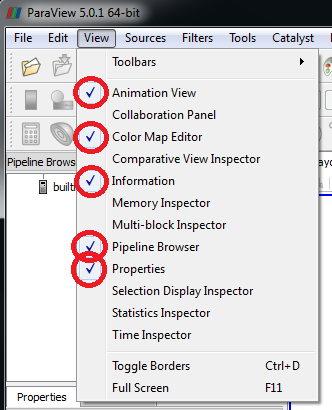 ParaView 5.0.1 64-bit
File Edit View Sources Filters Tools Catalyst
Toolbars
Animation View
Collaboration Panel
Color Map Editor
Comparative View Inspector
Information
Memory Inspector
Multi-block Inspector
Pipeline Browser
Properties
Selection Display Inspector
Statistics Inspector
Time Inspector
Toggle Borders Ctrl+D
Full Screen F11
Pipeline Brows
built
Properties